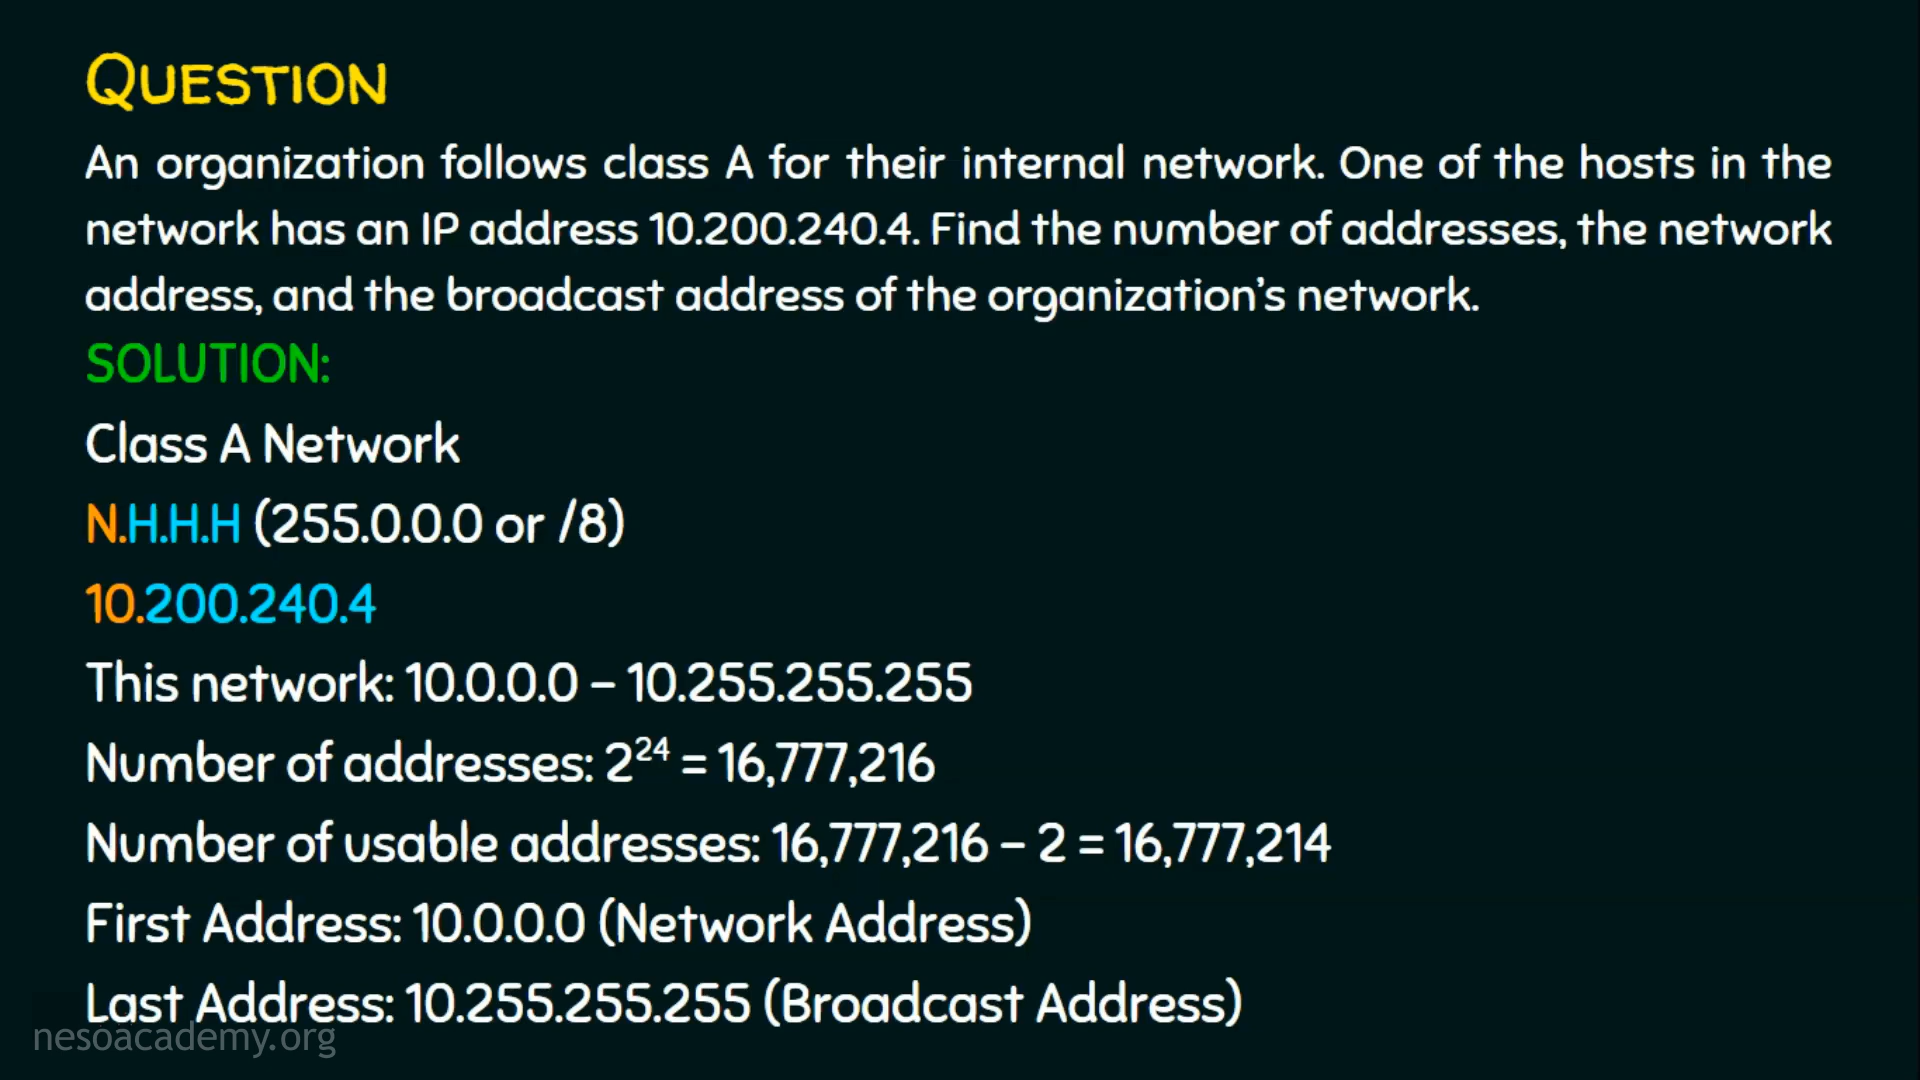 QUESTION
An organization follows class A for their internal network. One of the hosts in the
network has an IP address 10.200.240.4. Find the number of addresses, the network
address, and the broadcast address of the organization’s network.
SOLUTION:
Class A Network
N.H.H.H (255.0.0.0 or /8)
10.200.240.4
This network: 10.0.0.0 – 10.255.255.255
Number of addresses: 2²⁴ = 16,777,216
Number of usable addresses: 16,777,216 – 2 = 16,777,214
First Address: 10.0.0.0 (Network Address)
Last Address: 10.255.255.255 (Broadcast Address)
nesoacademy.org